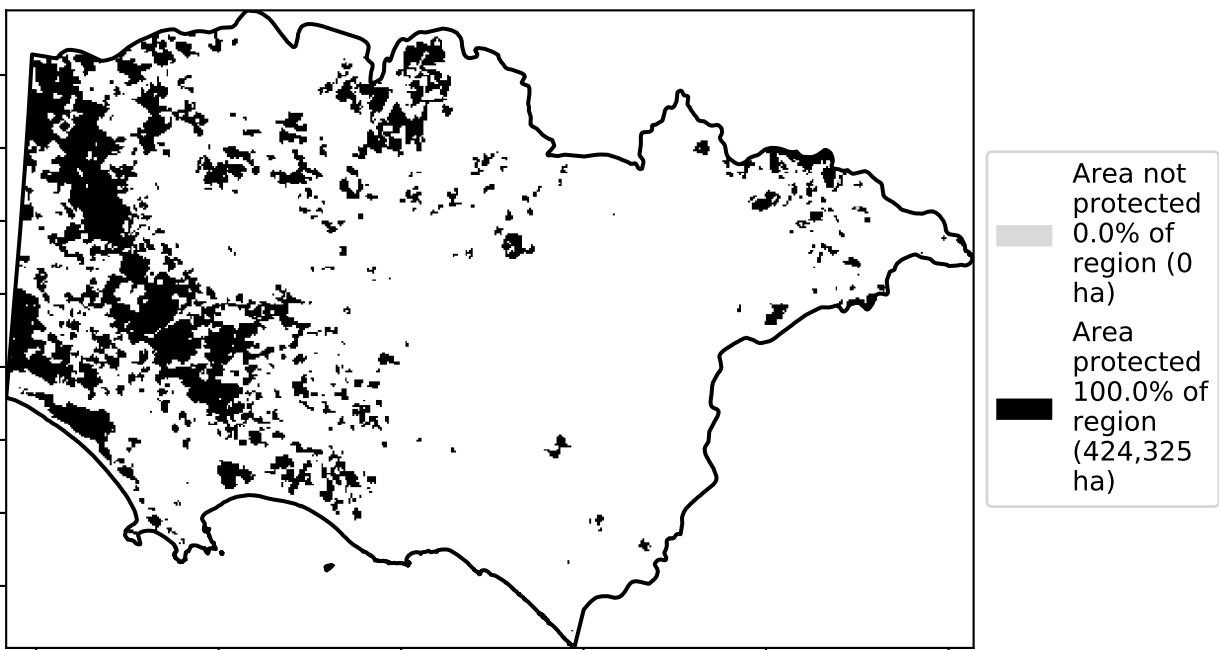 Area not
protected
0.0% of
region (0
ha)
Area
protected
100.0% of
region
(424,325
ha)